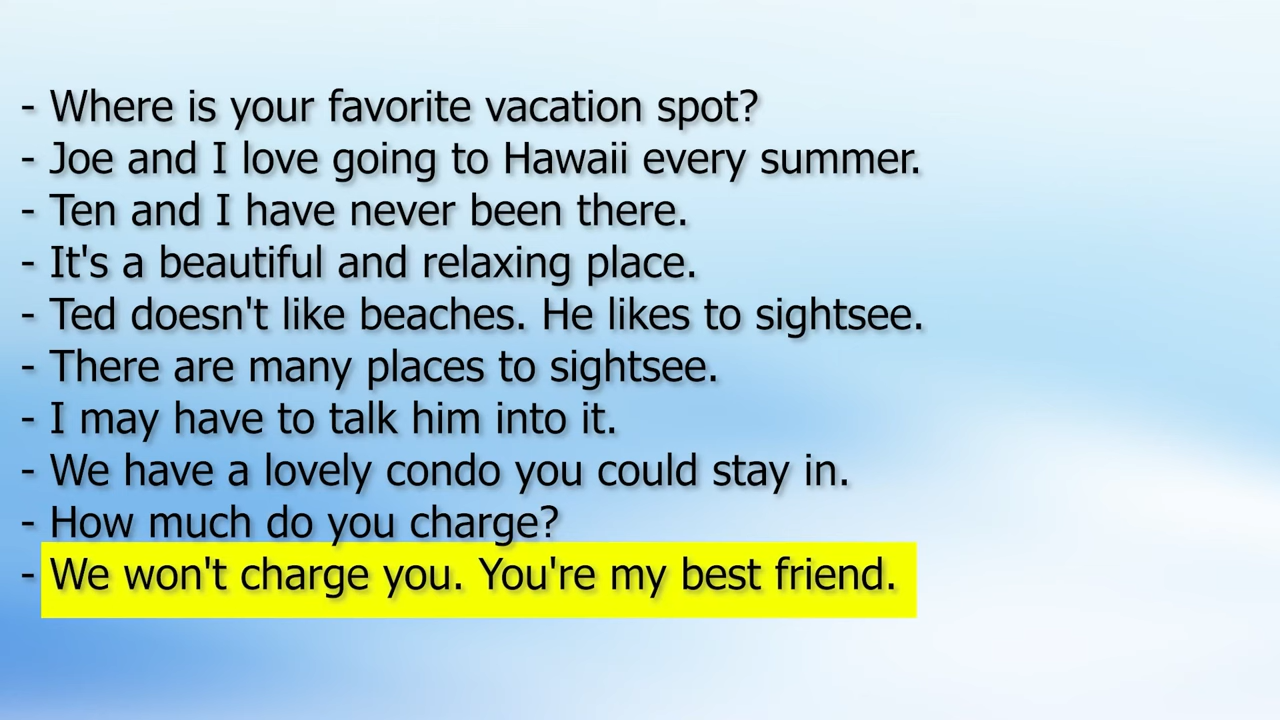 - Where is your favorite vacation spot?
- Joe and I love going to Hawaii every summer.
- Ten and I have never been there.
- It's a beautiful and relaxing place.
- Ted doesn't like beaches. He likes to sightsee.
- There are many places to sightsee.
- I may have to talk him into it.
- We have a lovely condo you could stay in.
- How much do you charge?
- We won't charge you. You're my best friend.